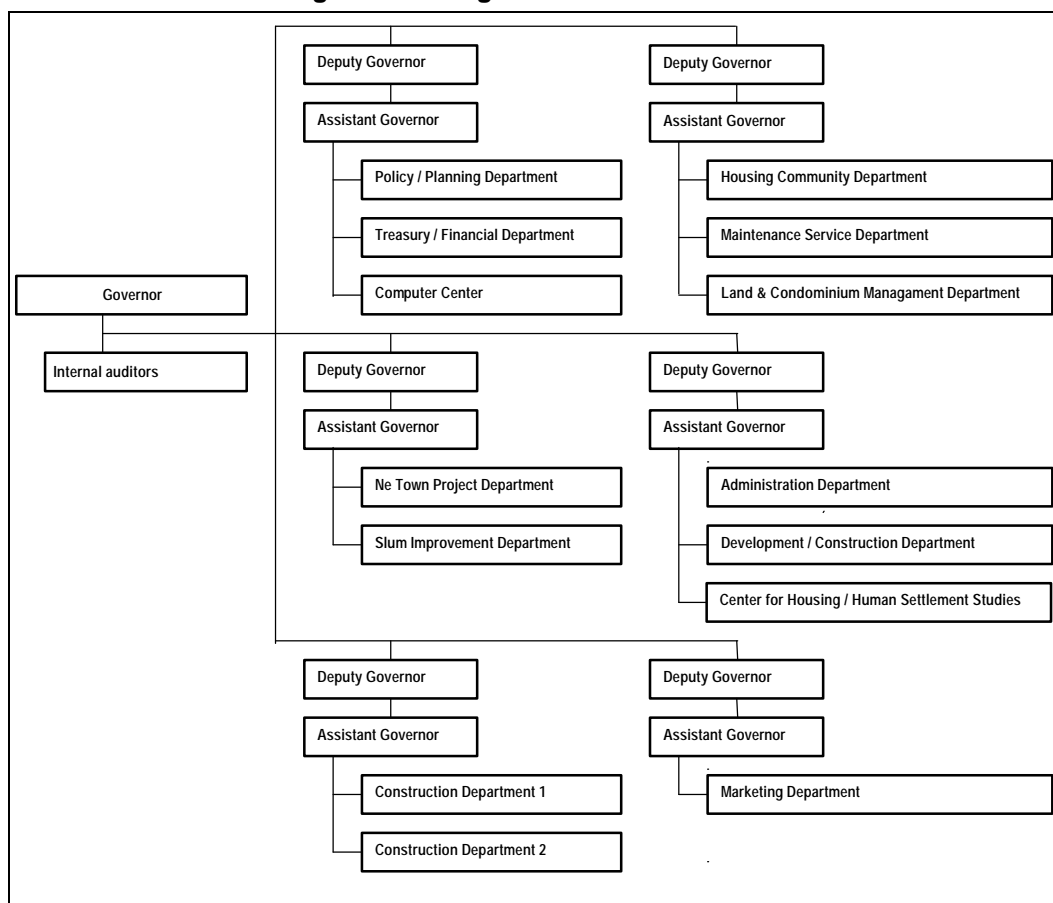 Deputy Governor
Deputy Governor
Assistant Governor
Assistant Governor
Policy / Planning Department
Housing Community Department
Treasury / Financial Department
Maintenance Service Department
Computer Center
Land & Condominium Managament Department
Governor
Internal auditors
Deputy Governor
Deputy Governor
Assistant Governor
Assistant Governor
Ne Town Project Department
Administration Department
Slum Improvement Department
Development / Construction Department
Center for Housing / Human Settlement Studies
Deputy Governor
Deputy Governor
Assistant Governor
Assistant Governor
Construction Department 1
Marketing Department
Construction Department 2